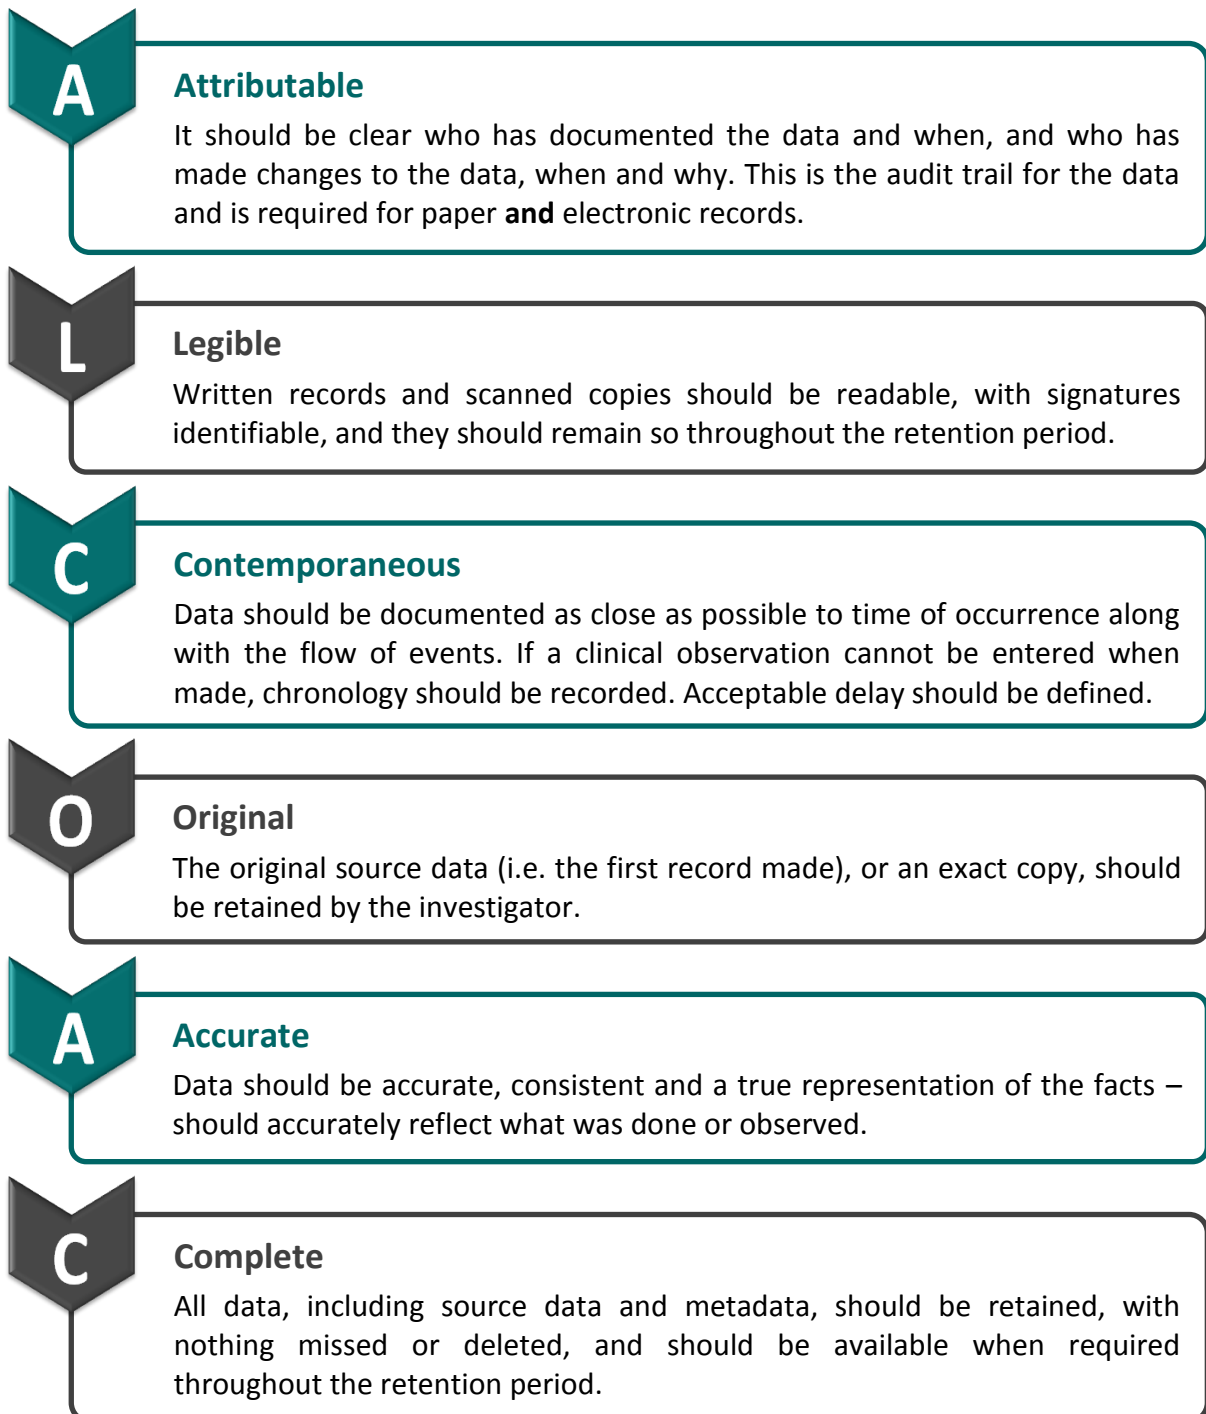 A
Attributable
It should be clear who has documented the data and when, and who has
made changes to the data, when and why. This is the audit trail for the data
and is required for paper and electronic records.
L
Legible
Written records and scanned copies should be readable, with signatures
identifiable, and they should remain so throughout the retention period.
C
Contemporaneous
Data should be documented as close as possible to time of occurrence along
with the flow of events. If a clinical observation cannot be entered when
made, chronology should be recorded. Acceptable delay should be defined.
O
Original
The original source data (i.e. the first record made), or an exact copy, should
be retained by the investigator.
A
Accurate
Data should be accurate, consistent and a true representation of the facts –
should accurately reflect what was done or observed.
C
Complete
All data, including source data and metadata, should be retained, with
nothing missed or deleted, and should be available when required
throughout the retention period.